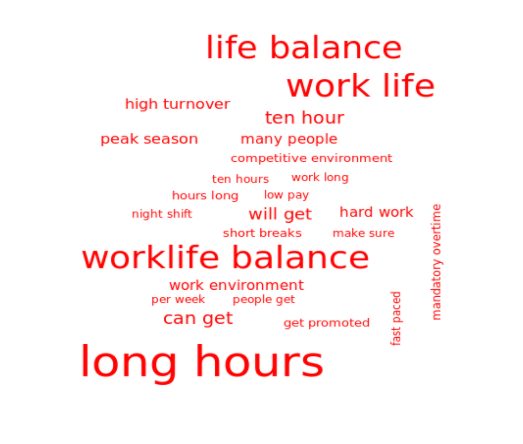 life balance
work life
high turnover
ten hour
peak season
many people
competitive environment
ten hours
work long
hours long
low pay
night shift
will get
hard work
short breaks
make sure
mandatory overtime
worklife balance
work environment
per week
people get
can get
get promoted
fast paced
long hours